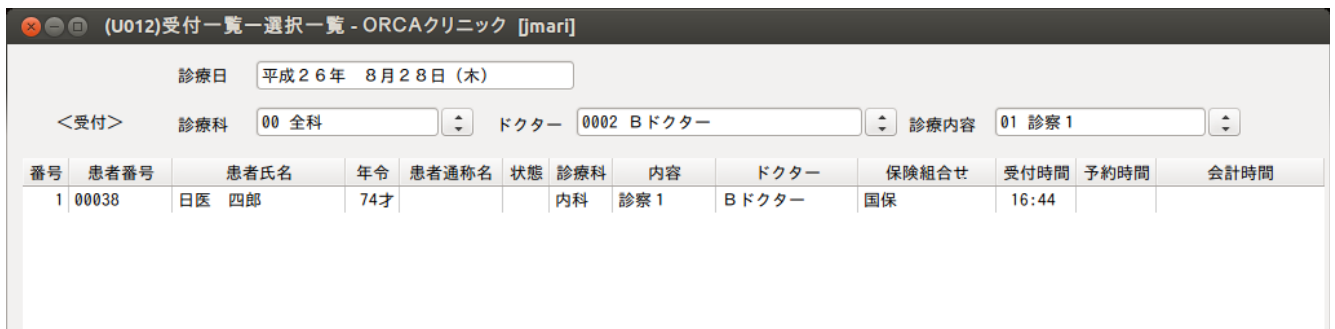 (U012)受付一覧ー選択一覧 - ORCAクリニック [jmari]
診療日 平成２６年　８月２８日（木）
＜受付＞ 診療科 00 全科 ドクター 0002 Ｂドクター 診療内容 01 診察１
番号 患者番号 患者氏名 年令 患者通称名 状態 診療科 内容 ドクター 保険組合せ 受付時間 予約時間 会計時間
1 00038 日医　四郎 74才 内科 診察１ Ｂドクター 国保 16:44